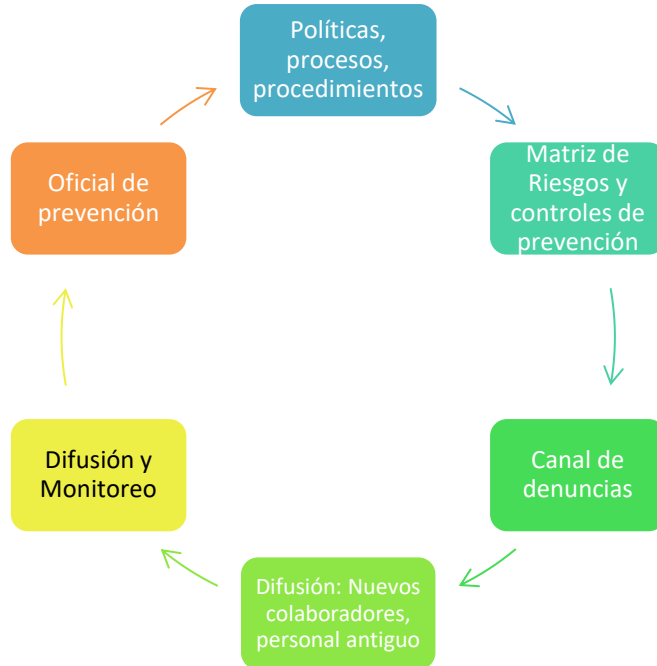 Políticas,
procesos,
procedimientos
Matriz de
Riesgos y
controles de
prevención
Canal de
denuncias
Difusión: Nuevos
colaboradores,
personal antiguo
Difusión y
Monitoreo
Oficial de
prevención